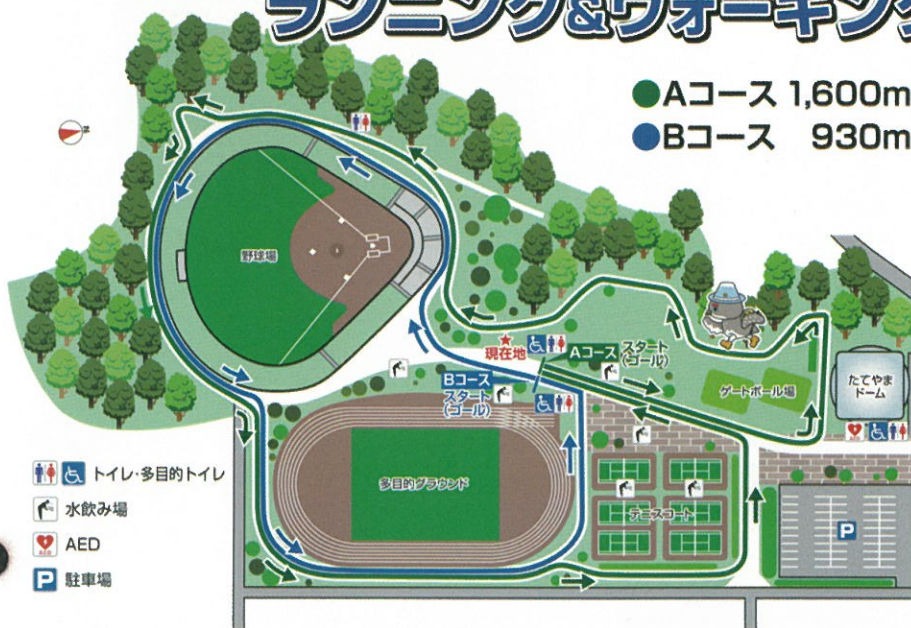 ランニング&ウォーキング
●Aコース 1,600m
●Bコース 930m
N
野球場
★
現在地
Aコース スタート
(ゴール)
Bコース
スタート
(ゴール)
ゲートボール場
たてやま
ドーム
AED
多目的グラウンド
テニスコート
P
トイレ・多目的トイレ
水飲み場
AED AED
P 駐車場